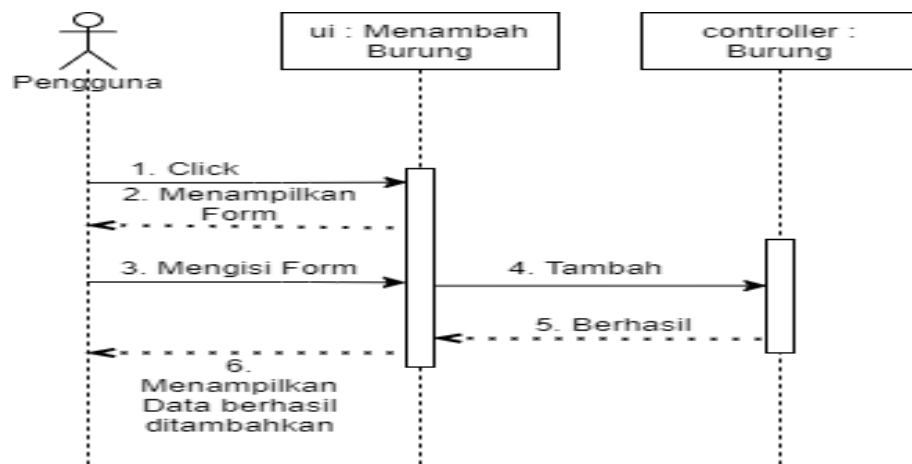 ui : Menambah
Burung
controller :
Burung
Pengguna
1. Click
2. Menampilkan
Form
3. Mengisi Form
4. Tambah
5. Berhasil
6.
Menampilkan
Data berhasil
ditambahkan